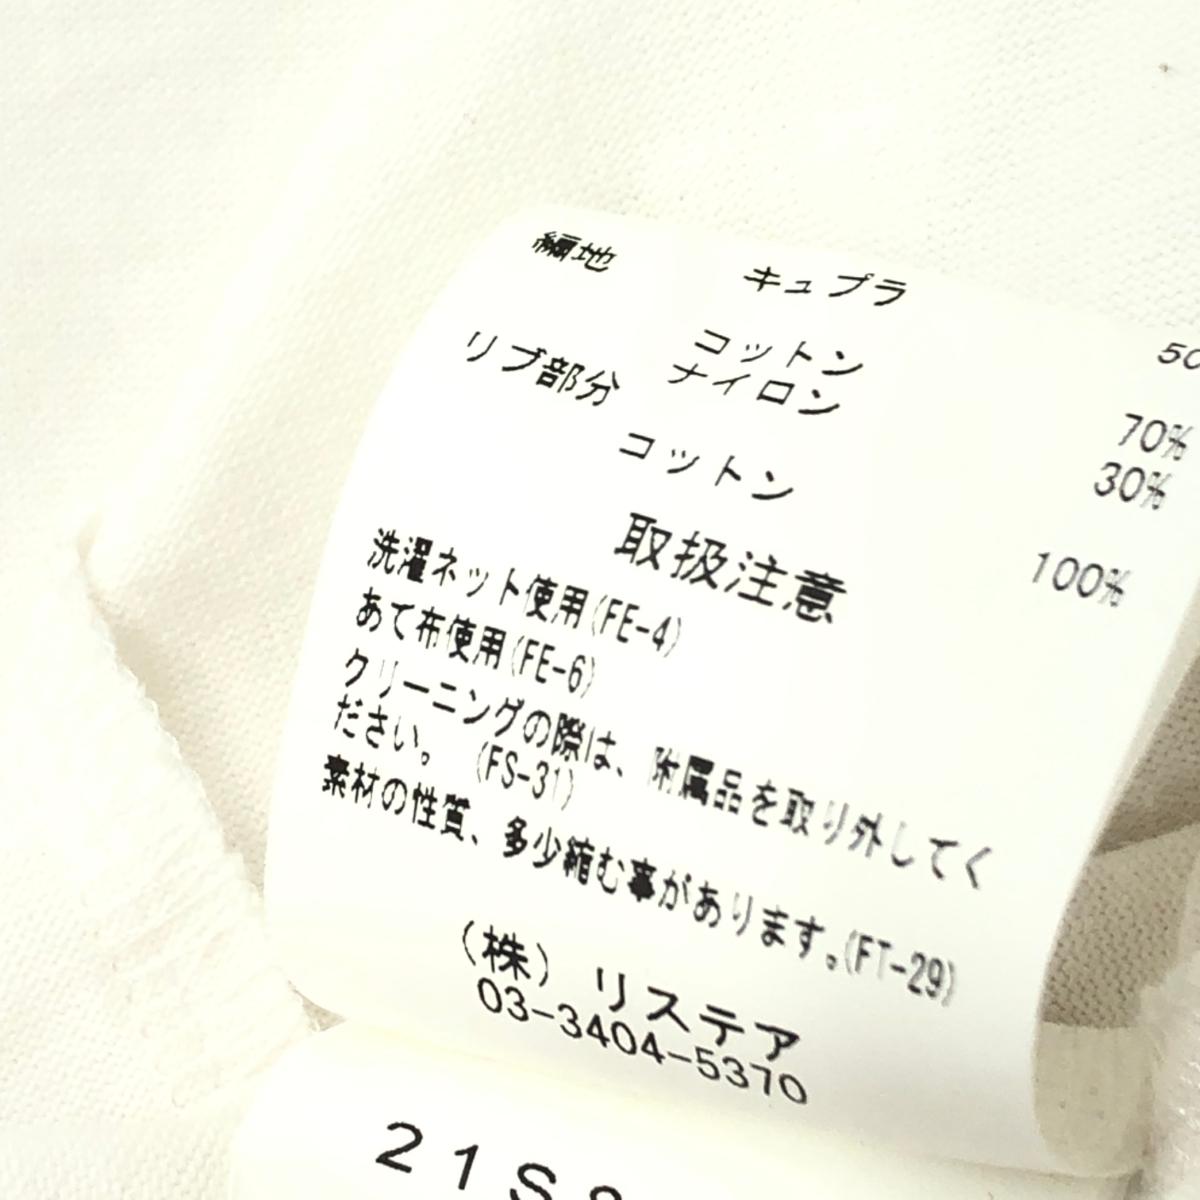 編地 キュプラ 50
コットン 70%
リブ部分 ナイロン 30%
コットン 100%
取扱注意
洗濯ネット使用(FE-4)
あて布使用(FE-6)
クリーニングの際は、附属品を取り外してく
ださい。 (FS-31)
素材の性質、多少縮む事があります。(FT-29)
(株) リステア
03-3404-5370
21S